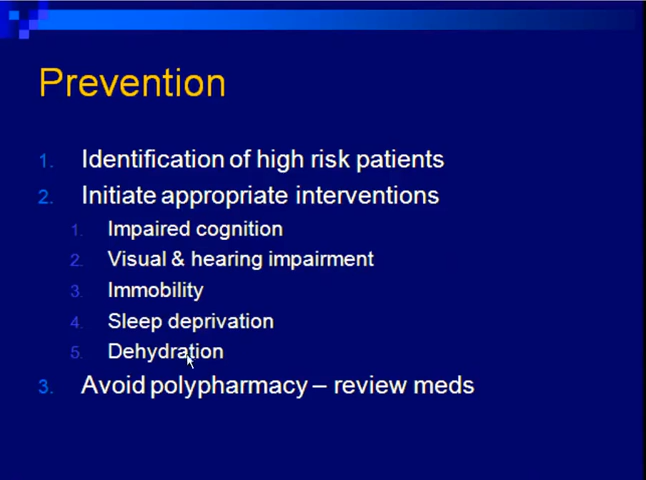 Prevention
1. Identification of high risk patients
2. Initiate appropriate interventions
1. Impaired cognition
2. Visual & hearing impairment
3. Immobility
4. Sleep deprivation
5. Dehydration
3. Avoid polypharmacy – review meds